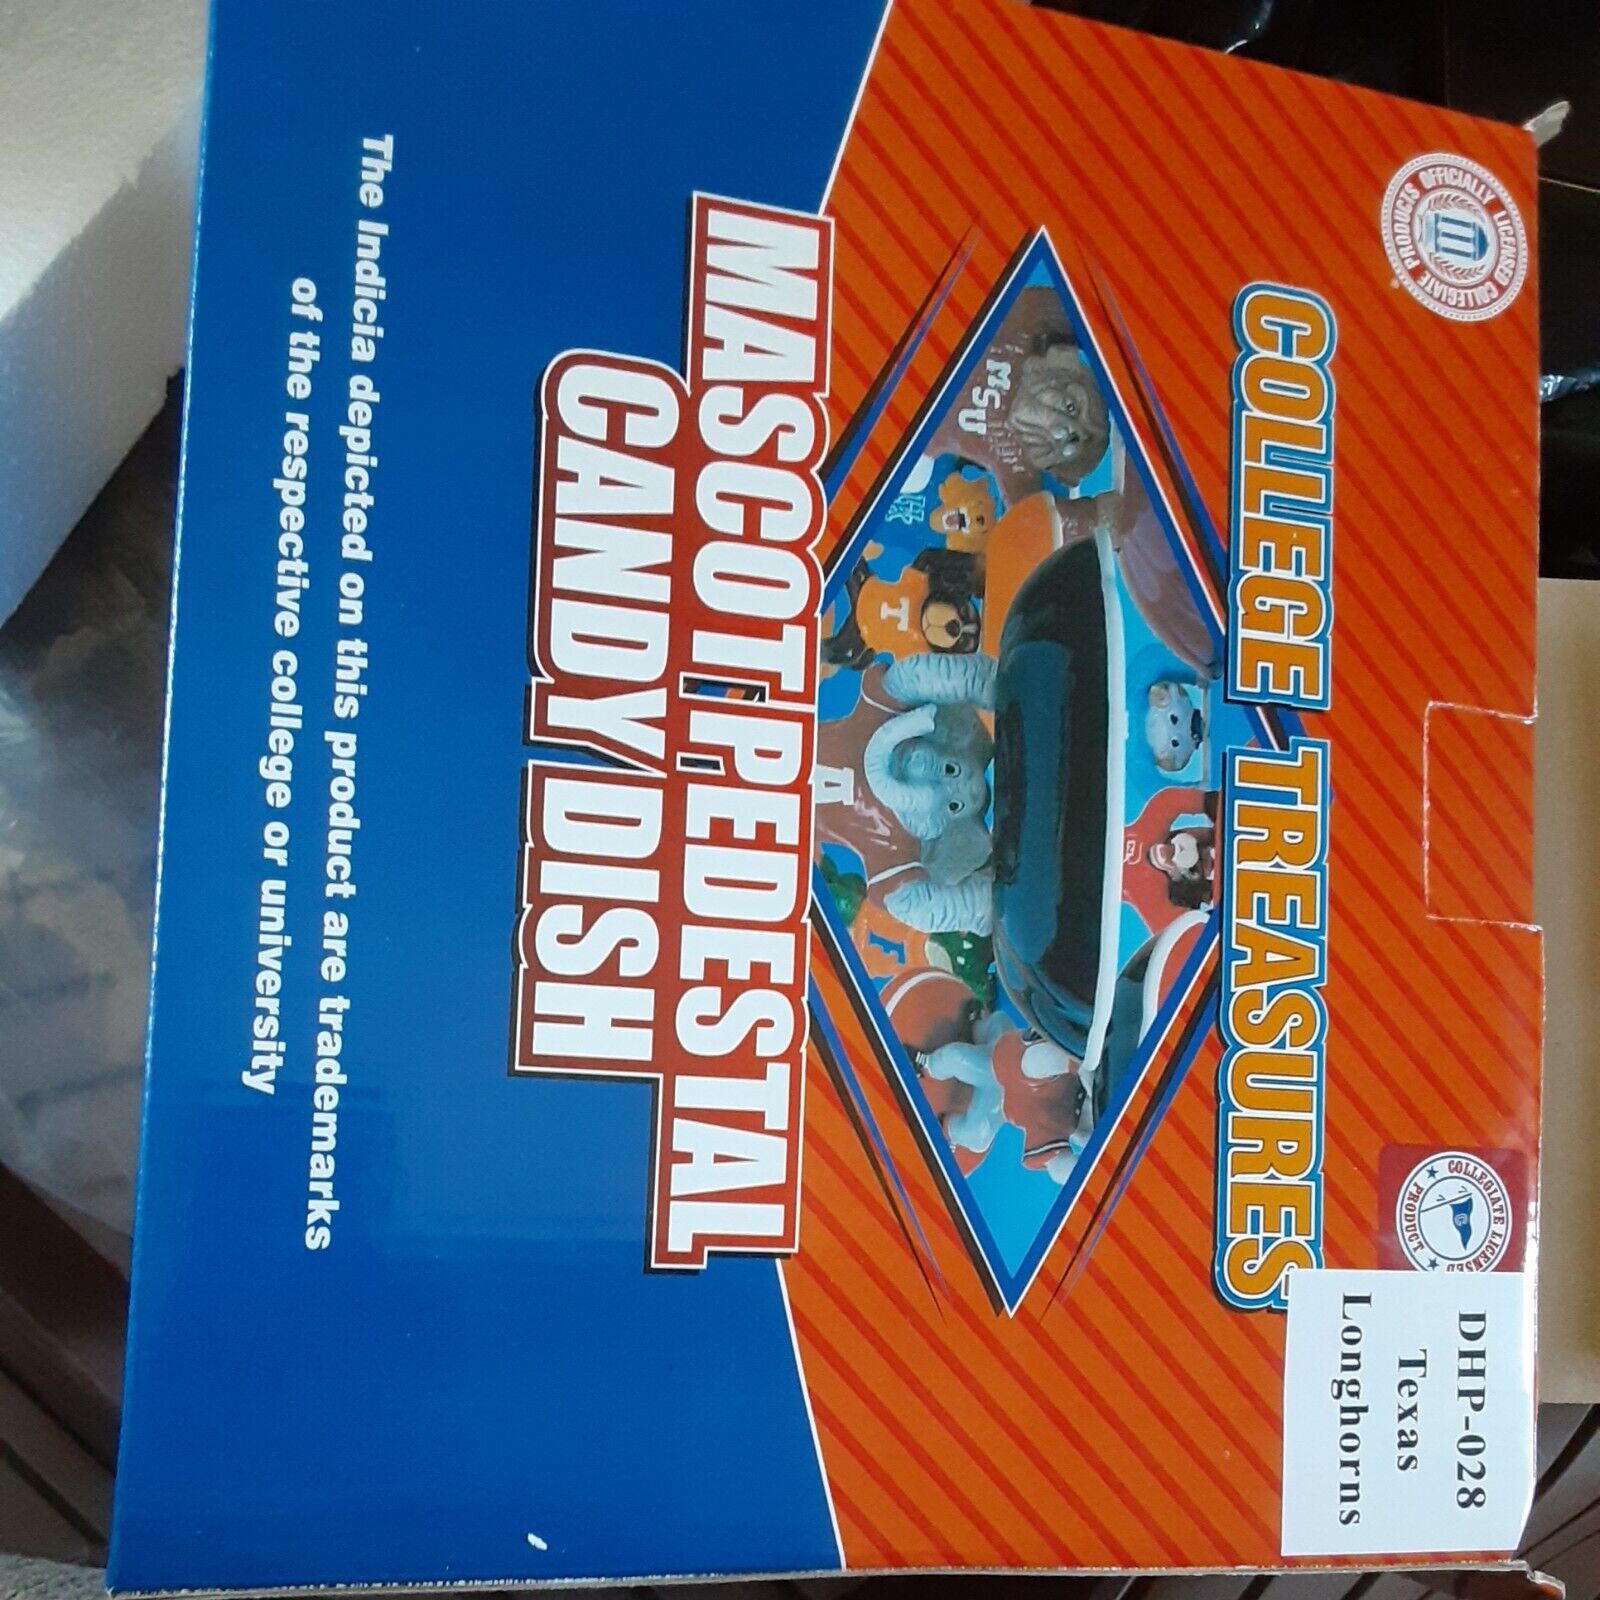 OFFICIALLY LICENSED COLLEGIATE PRODUCTS
COLLEGIATE LICENSED PRODUCT
C
DHP-028
Texas
Longhorns
COLLEGE TREASURES
MSU
UK
T
A
F
MASCOT PEDESTAL
CANDY DISH
The Indicia depicted on this product are trademarks
of the respective college or university